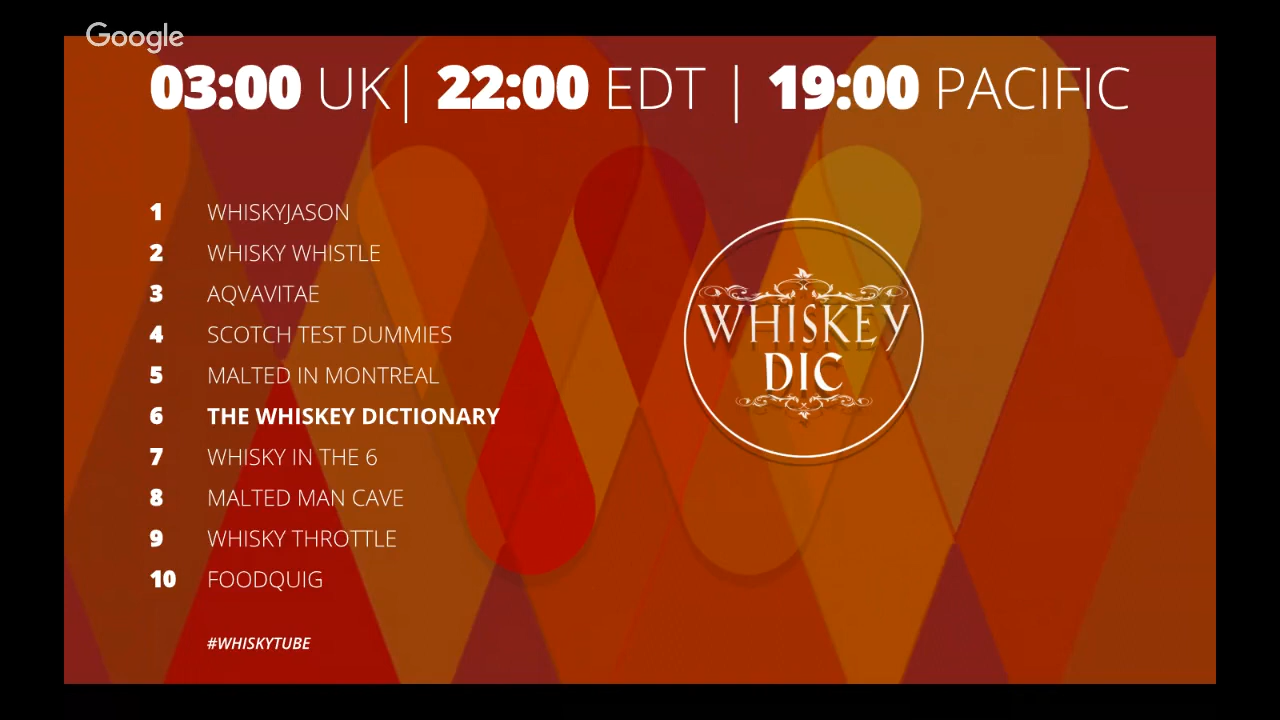 Google
03:00 UK| 22:00 EDT | 19:00 PACIFIC
1 WHISKYJASON
2 WHISKY WHISTLE
3 AQVAVITAE
4 SCOTCH TEST DUMMIES
5 MALTED IN MONTREAL
6 THE WHISKEY DICTIONARY
7 WHISKY IN THE 6
8 MALTED MAN CAVE
9 WHISKY THROTTLE
10 FOODQUIG
#WHISKYTUBE
WHISKEY
DIC